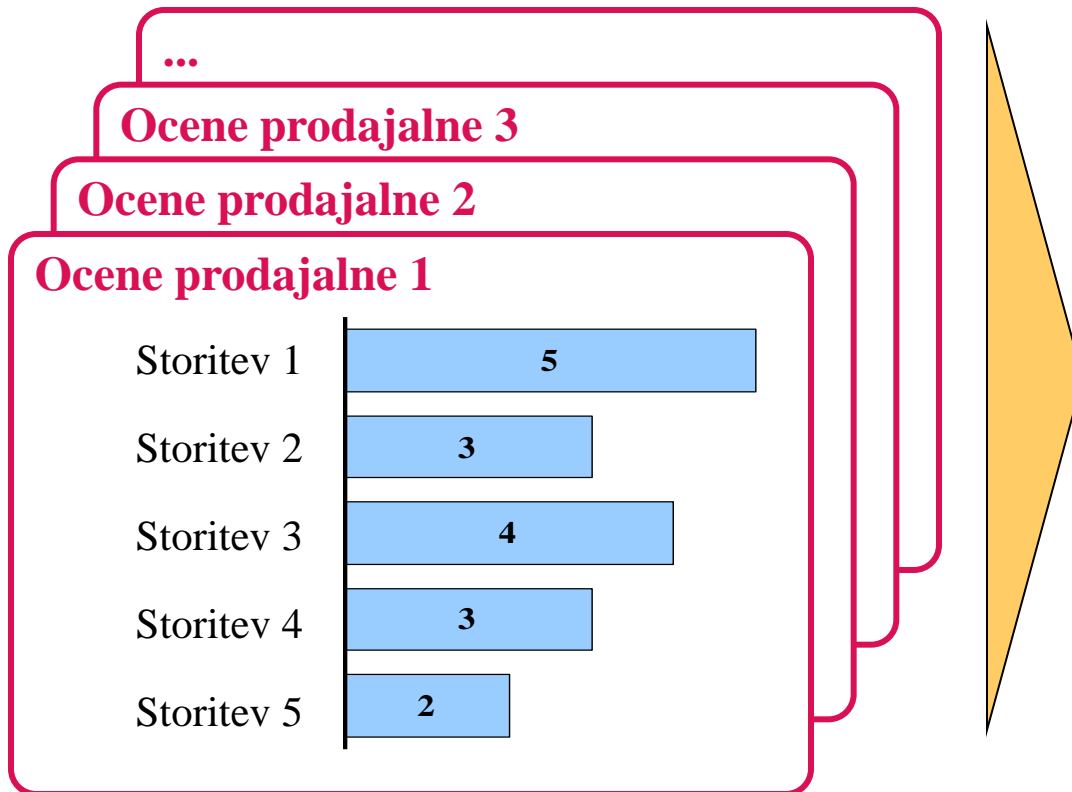 ...
Ocene prodajalne 3
Ocene prodajalne 2
Ocene prodajalne 1
Storitev 1 5
Storitev 2 3
Storitev 3 4
Storitev 4 3
Storitev 5 2